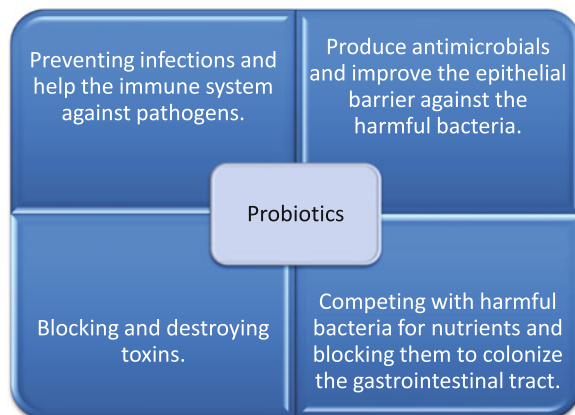 Preventing infections and
help the immune system
against pathogens.
Produce antimicrobials
and improve the epithelial
barrier against the
harmful bacteria.
Probiotics
Blocking and destroying
toxins.
Competing with harmful
bacteria for nutrients and
blocking them to colonize
the gastrointestinal tract.